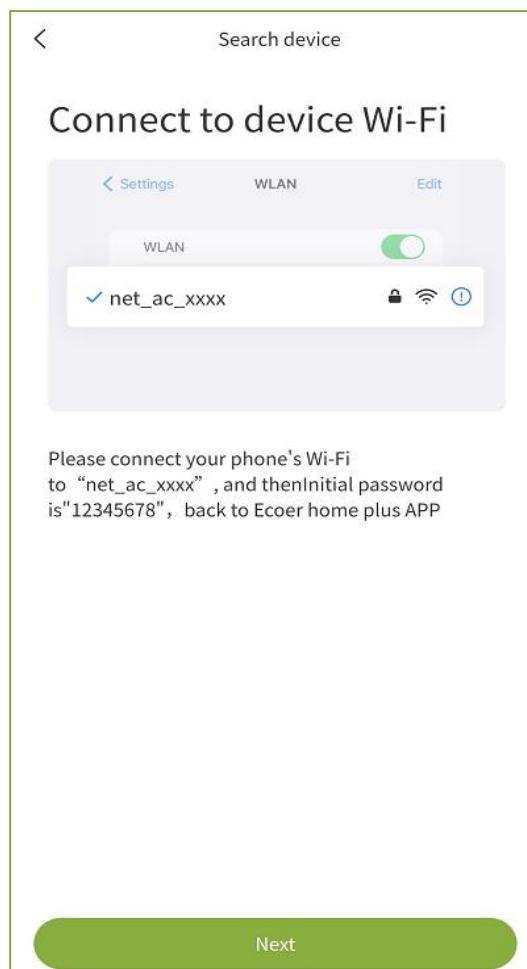 Search device
Connect to device Wi-Fi
Settings WLAN Edit
WLAN
net_ac_xxxx
Please connect your phone's Wi-Fi
to “net_ac_xxxx”, and thenInitial password
is"12345678", back to Ecoer home plus APP
Next